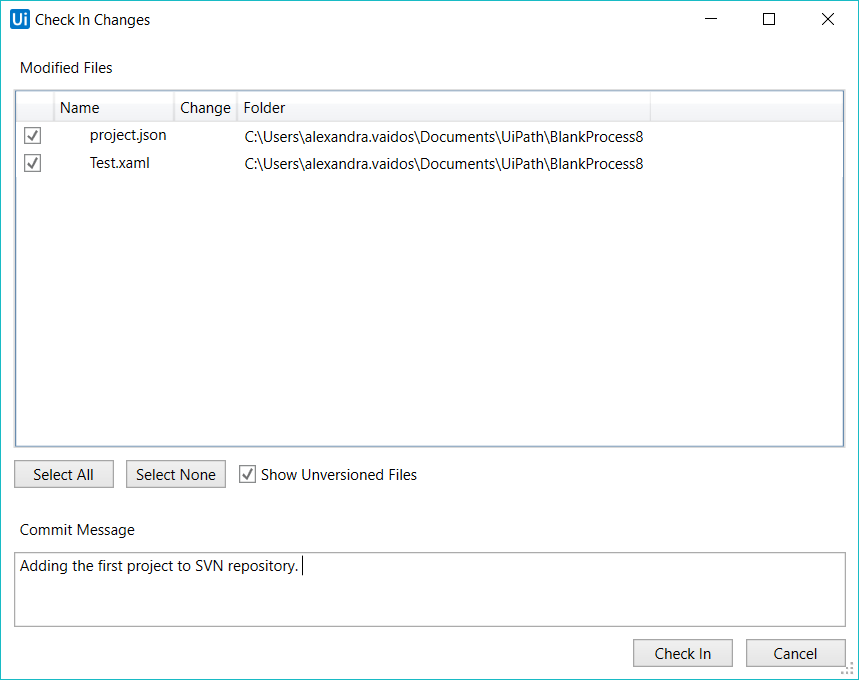 Ui Check In Changes
Modified Files
Name Change Folder
project.json C:\Users\alexandra.vaidos\Documents\UiPath\BlankProcess8
Test.xaml C:\Users\alexandra.vaidos\Documents\UiPath\BlankProcess8
Select All Select None Show Unversioned Files
Commit Message
Adding the first project to SVN repository.
Check In Cancel